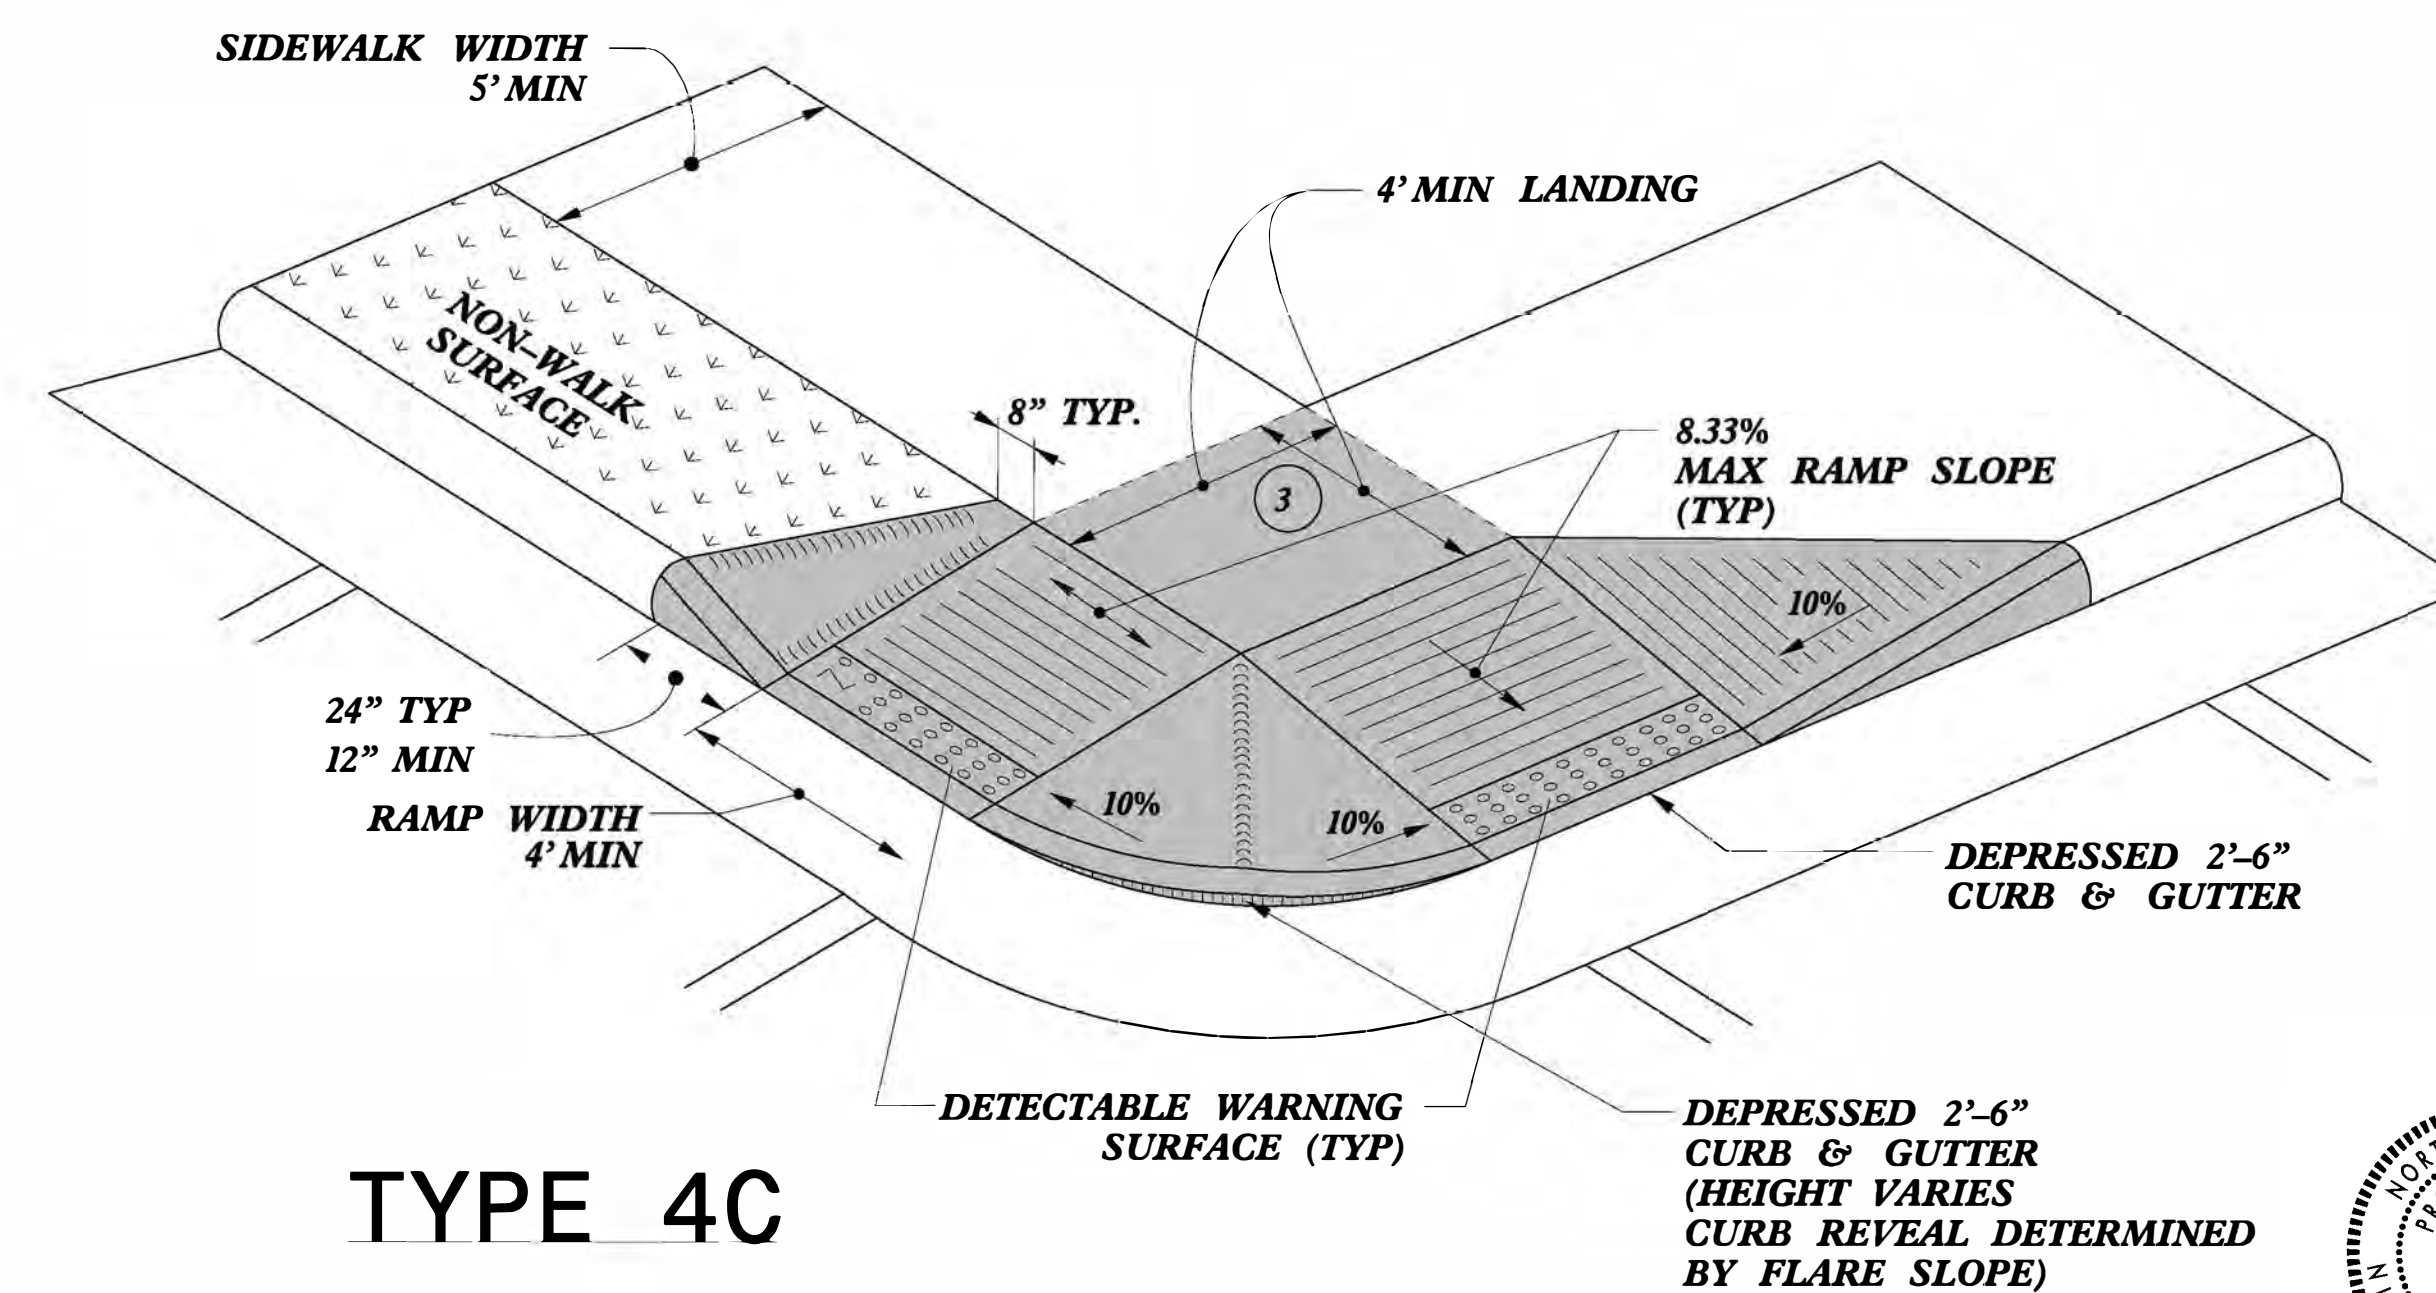 SIDEWALK WIDTH
5' MIN
4' MIN LANDING
NON-WALK
SURFACE
8" TYP.
8.33%
MAX RAMP SLOPE
(TYP)
3
10%
24" TYP
12" MIN
RAMP WIDTH
4' MIN
10%
10%
DEPRESSED 2'-6"
CURB & GUTTER
DETECTABLE WARNING
SURFACE (TYP)
DEPRESSED 2'-6"
CURB & GUTTER
(HEIGHT VARIES
CURB REVEAL DETERMINED
BY FLARE SLOPE)
TYPE 4C